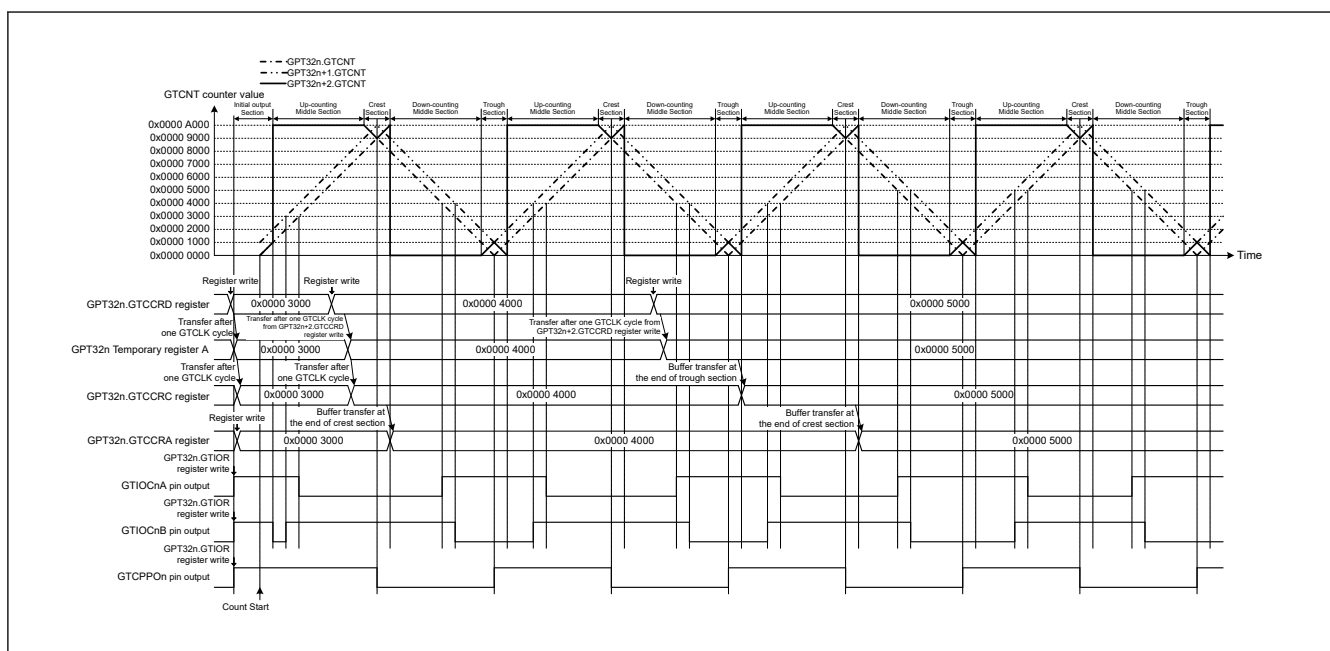 GPT32n.GTCNT
GPT32n+1.GTCNT
GPT32n+2.GTCNT
GTCNT counter value
Initial output
Section
Up-counting
Middle Section
Crest
Section
Down-counting
Middle Section
Trough
Section
Up-counting
Middle Section
Crest
Section
Down-counting
Middle Section
Trough
Section
Up-counting
Middle Section
Crest
Section
Down-counting
Middle Section
Trough
Section
Up-counting
Middle Section
Crest
Section
Down-counting
Middle Section
Trough
Section
0x0000 A000
0x0000 9000
0x0000 8000
0x0000 7000
0x0000 6000
0x0000 5000
0x0000 4000
0x0000 3000
0x0000 2000
0x0000 1000
0x0000 0000
Time
Register write
Register write
Register write
GPT32n.GTCCRD register
0x0000 3000
0x0000 4000
0x0000 5000
Transfer after
one GTCLK cycle
Transfer after one GTCLK cycle
from GPT32n+2.GTCCRD
register write
Transfer after one GTCLK cycle from
GPT32n+2.GTCCRD register write
GPT32n Temporary register A
0x0000 3000
0x0000 4000
0x0000 5000
Transfer after
one GTCLK cycle
Transfer after
one GTCLK cycle
Buffer transfer at
the end of trough section
GPT32n.GTCCRC register
0x0000 3000
0x0000 4000
0x0000 5000
Register write
Buffer transfer at
the end of crest section
Buffer transfer at
the end of crest section
GPT32n.GTCCRA register
0x0000 3000
0x0000 4000
0x0000 5000
GPT32n.GTIOR
register write
GTIOCnA pin output
GPT32n.GTIOR
register write
GTIOCnB pin output
GPT32n.GTIOR
register write
GTCPPOn pin output
Count Start